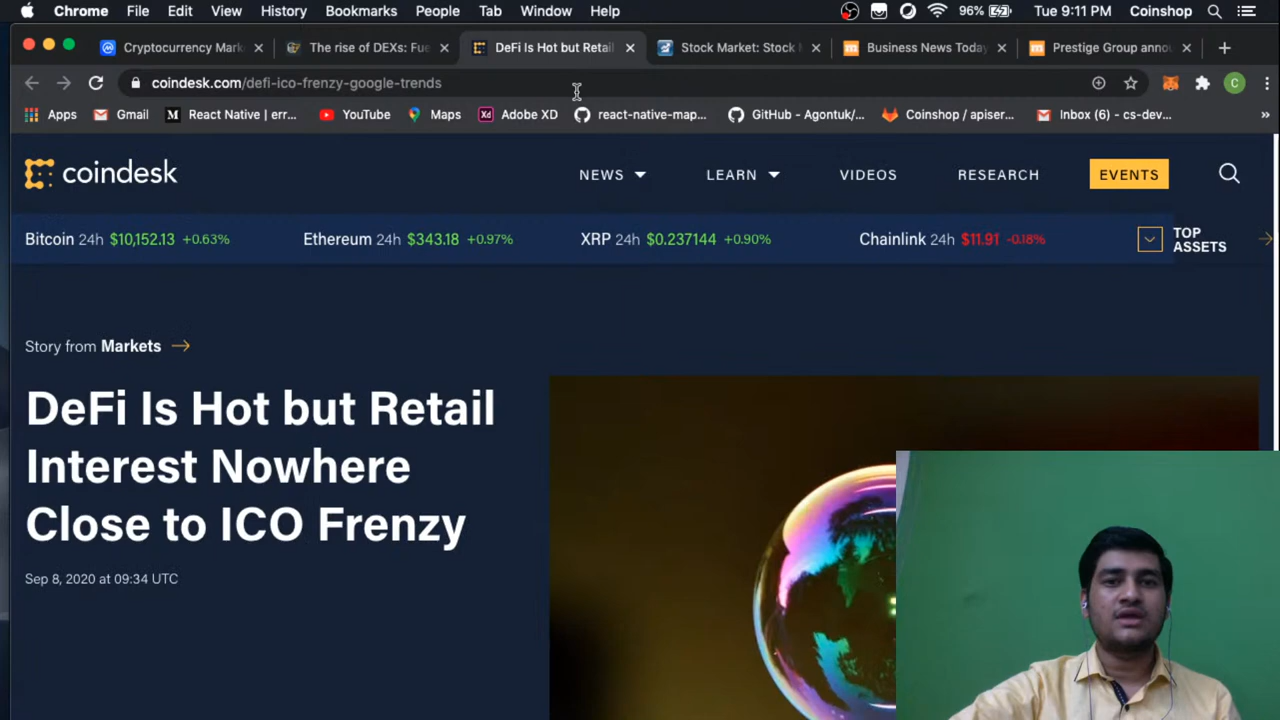 Chrome File Edit View History Bookmarks People Tab Window Help 96% Tue 9:11 PM Coinshop
Cryptocurrency Mark The rise of DEXs: Fue DeFi Is Hot but Retail Stock Market: Stock M Business News Today Prestige Group anno
coindesk.com/defi-ico-frenzy-google-trends C
Apps Gmail React Native | err... YouTube Maps Xd Adobe XD react-native-map... GitHub - Agontuk/... Coinshop / apiser... Inbox (6) - cs-dev... »
coindesk NEWS LEARN VIDEOS RESEARCH EVENTS
Bitcoin 24h $10,152.13 +0.63% Ethereum 24h $343.18 +0.97% XRP 24h $0.237144 +0.90% Chainlink 24h $11.91 -0.18% TOP
ASSETS
Story from Markets
DeFi Is Hot but Retail
Interest Nowhere
Close to ICO Frenzy
Sep 8, 2020 at 09:34 UTC